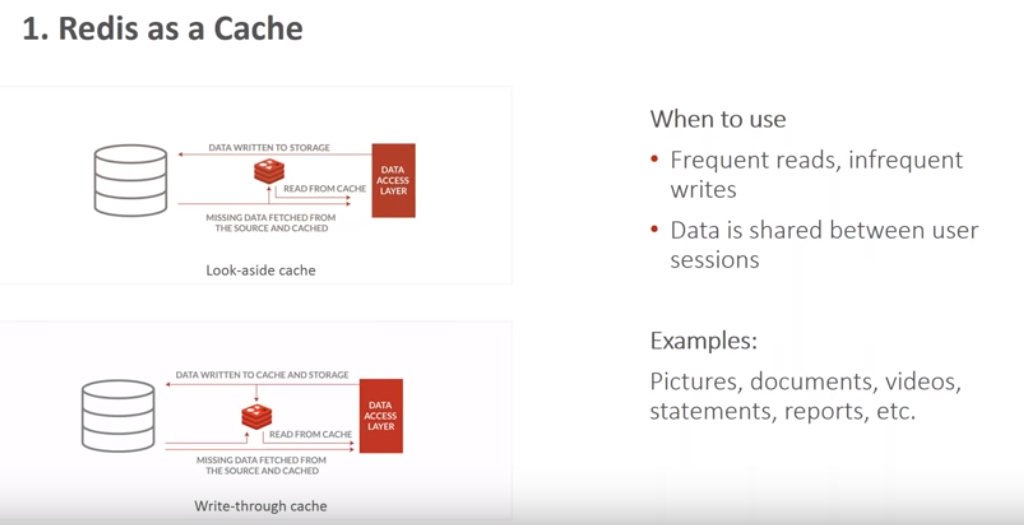 1. Redis as a Cache
DATA WRITTEN TO STORAGE
READ FROM CACHE
DATA
ACCESS
LAYER
MISSING DATA FETCHED FROM
THE SOURCE AND CACHED
Look-aside cache
DATA WRITTEN TO CACHE AND STORAGE
READ FROM CACHE
DATA
ACCESS
LAYER
MISSING DATA FETCHED FROM
THE SOURCE AND CACHED
Write-through cache
When to use
• Frequent reads, infrequent
writes
• Data is shared between user
sessions
Examples:
Pictures, documents, videos,
statements, reports, etc.